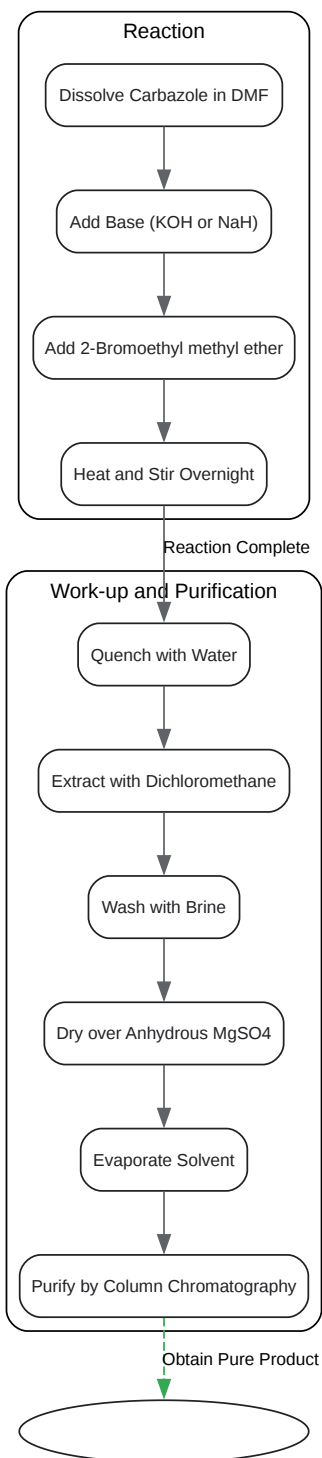 Reaction
Dissolve Carbazole in DMF
Add Base (KOH or NaH)
Add 2-Bromoethyl methyl ether
Heat and Stir Overnight
Reaction Complete
Work-up and Purification
Quench with Water
Extract with Dichloromethane
Wash with Brine
Dry over Anhydrous MgSO4
Evaporate Solvent
Purify by Column Chromatography
Obtain Pure Product